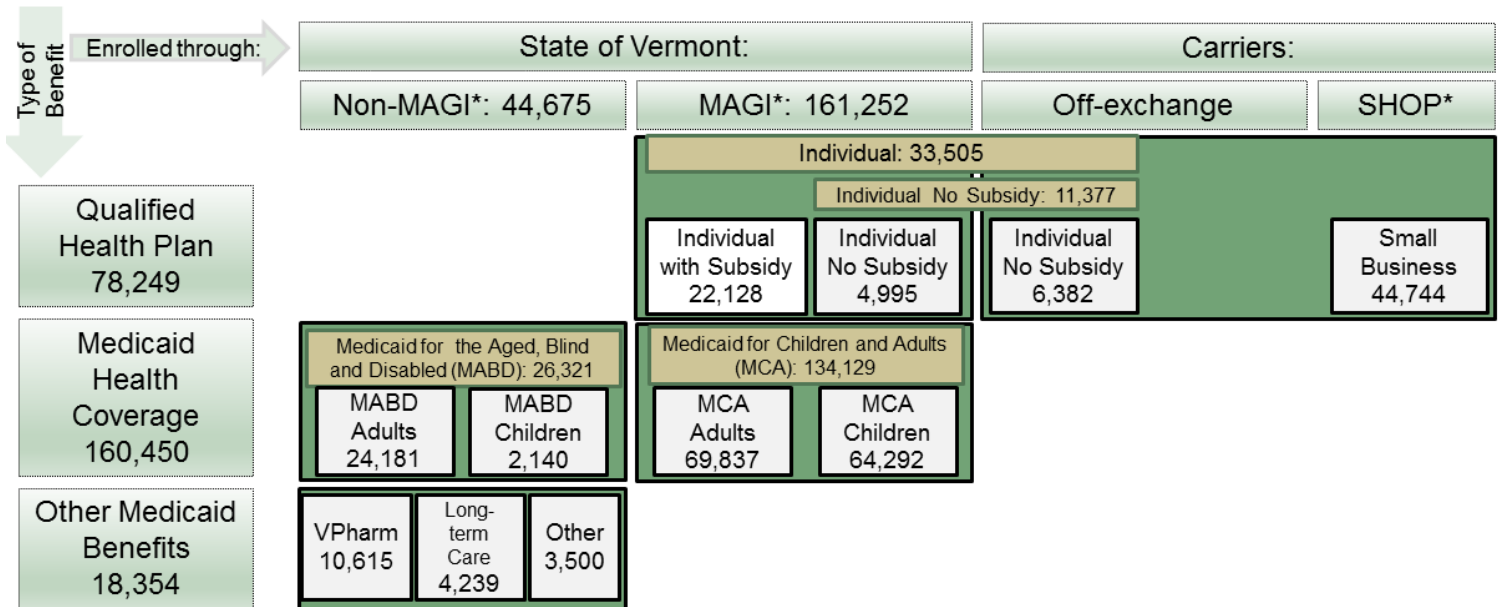 Type of
Benefit
Enrolled through:
State of Vermont:
Carriers:
Non-MAGI*: 44,675
MAGI*: 161,252
Off-exchange
SHOP*
Individual: 33,505
Individual No Subsidy: 11,377
Qualified
Health Plan
78,249
Individual
with Subsidy
22,128
Individual
No Subsidy
4,995
Individual
No Subsidy
6,382
Small
Business
44,744
Medicaid
Health
Coverage
160,450
Medicaid for the Aged, Blind
and Disabled (MABD): 26,321
MABD
Adults
24,181
MABD
Children
2,140
Medicaid for Children and Adults
(MCA): 134,129
MCA
Adults
69,837
MCA
Children
64,292
Other Medicaid
Benefits
18,354
VPharm
10,615
Long-
term
Care
4,239
Other
3,500